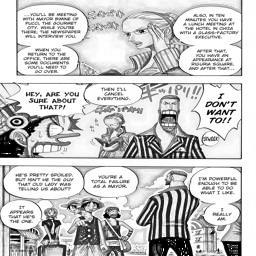 ...YOU'LL BE MEETING
WITH MAYOR BIMINE OF
PUCCI, THE GOURMET
CITY. WHILE YOU'RE
THERE, THE NEWSPAPER
WILL INTERVIEW YOU.
WHEN YOU
RETURN TO THE
OFFICE, THERE ARE
SOME DOCUMENTS
YOU'LL NEED TO
GO OVER.
ALSO, IN TEN
MINUTES YOU HAVE
A LUNCH MEETING AT
THE HOTEL IN CHIZA
WITH A GLASS-FACTORY
EXECUTIVE.
AFTER THAT,
YOU HAVE AN
APPEARANCE AT
RIGURIA SQUARE,
AND AFTER THAT...
HEY, ARE YOU
SURE ABOUT
THAT?!
THEN I'LL
CANCEL
EVERYTHING.
I
DON'T
WANT
TO!!
HE'S PRETTY SPOILED.
BUT ISN'T HE THE GUY
THAT OLD LADY WAS
TELLING US ABOUT?
IT
APPEARS
THAT HE'S
THE ONE.
YOU'RE A
TOTAL FAILURE
AS A MAYOR.
I'M POWERFUL
ENOUGH TO BE
ABLE TO DO
WHAT I LIKE.
I
REALLY
AM.